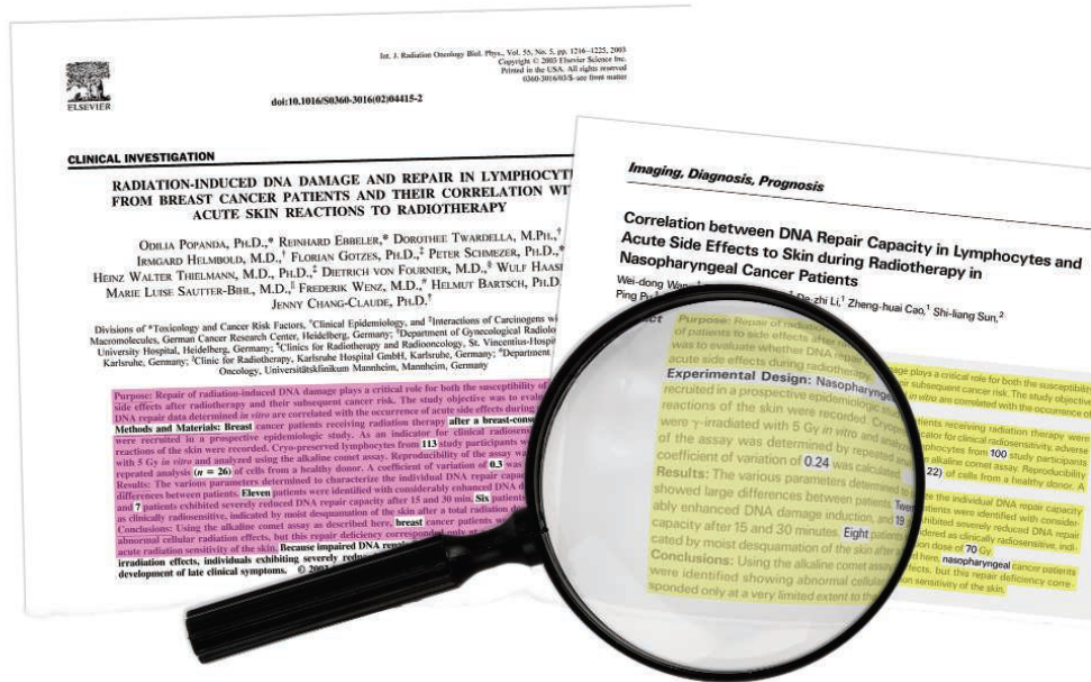 ELSEVIER
Int. J. Radiation Oncology Biol. Phys., Vol. 55, No. 5, pp. 1216–1225, 2003
Copyright © 2003 Elsevier Science Inc.
Printed in the USA. All rights reserved
0360-3016/03/$–see front matter
doi:10.1016/S0360-3016(02)04415-2
CLINICAL INVESTIGATION
RADIATION-INDUCED DNA DAMAGE AND REPAIR IN LYMPHOCYT
FROM BREAST CANCER PATIENTS AND THEIR CORRELATION WIT
ACUTE SKIN REACTIONS TO RADIOTHERAPY
ODILIA POPANDA, PH.D.,* REINHARD EBBELER,* DOROTHEE TWARDELLA, M.PH.,†
IRMGARD HELMBOLD, M.D.,† FLORIAN GOTZES, PH.D.,‡ PETER SCHMEZER, PH.D.,*
HEINZ WALTER THIELMANN, M.D., PH.D.,‡ DIETRICH VON FOURNIER, M.D.,§ WULF HAASE
MARIE LUISE SAUTTER-BIHL, M.D., FREDERIK WENZ, M.D.,# HELMUT BARTSCH, PH.D.
JENNY CHANG-CLAUDE, PH.D.†
Divisions of *Toxicology and Cancer Risk Factors, †Clinical Epidemiology, and ‡Interactions of Carcinogens wi
Macromolecules, German Cancer Research Center, Heidelberg, Germany; §Department of Gynecological Radiolo
University Hospital, Heidelberg, Germany; Clinics for Radiotherapy and Radiooncology, St. Vincentius-Hospit
Karlsruhe, Germany; Clinic for Radiotherapy, Karlsruhe Hospital GmbH, Karlsruhe, Germany; #Department
Oncology, Universitätsklinikum Mannheim, Mannheim, Germany
Purpose: Repair of radiation-induced DNA damage plays a critical role for both the susceptibility of
side effects after radiotherapy and their subsequent cancer risk. The study objective was to evalu
DNA repair data determined in vitro are correlated with the occurrence of acute side effects during
Methods and Materials: Breast cancer patients receiving radiation therapy after a breast-cons
were recruited in a prospective epidemiologic study. As an indicator for clinical radiosens
reactions of the skin were recorded. Cryo-preserved lymphocytes from 113 study participants w
with 5 Gy in vitro and analyzed using the alkaline comet assay. Reproducibility of the assay was
repeated analysis (n = 26) of cells from a healthy donor. A coefficient of variation of 0.3 was
Results: The various parameters determined to characterize the individual DNA repair capac
differences between patients. Eleven patients were identified with considerably enhanced DNA d
and 7 patients exhibited severely reduced DNA repair capacity after 15 and 30 min. Six patients
as clinically radiosensitive, indicated by moist desquamation of the skin after a total radiation do
Conclusions: Using the alkaline comet assay as described here, breast cancer patients w
abnormal cellular radiation effects, but this repair deficiency corresponded only at
acute radiation sensitivity of the skin. Because impaired DNA repai
irradiation effects, individuals exhibiting severely reduc
development of late clinical symptoms. © 2003
Imaging, Diagnosis, Prognosis
Correlation between DNA Repair Capacity in Lymphocytes and
Acute Side Effects to Skin during Radiotherapy in
Nasopharyngeal Cancer Patients
Wei-dong Wang, De-zhi Li,¹ Zheng-huai Cao,¹ Shi-liang Sun,²
Ping Pu
Purpose: Repair of radiation
of patients to side effects after ra age plays a critical role for both the susceptibility
was to evaluate whether DNA repair eir subsequent cancer risk. The study objective
acute side effects during radiotherapy. in vitro are correlated with the occurrence of
Experimental Design: Nasopharyngea atients receiving radiation therapy were
recruited in a prospective epidemiologic stu cator for clinical radiosensitivity, adverse
reactions of the skin were recorded. Cryo ocytes from 100 study participants
were γ-irradiated with 5 Gy in vitro and analyz alkaline comet assay. Reproducibility
of the assay was determined by repeated a 22) of cells from a healthy donor. A
coefficient of variation of 0.24 was calcula
Results: The various parameters determined to ate the individual DNA repair capacity
showed large differences between patients. Twen atients were identified with consider-
ably enhanced DNA damage induction, and 19 xhibited severely reduced DNA repair
capacity after 15 and 30 minutes. Eight patients dered as clinically radiosensitive, indi-
cated by moist desquamation of the skin after a on dose of 70 Gy.
Conclusions: Using the alkaline comet assay d here, nasopharyngeal cancer patients
were identified showing abnormal cellular ffects, but this repair deficiency corre-
sponded only at a very limited extent to the on sensitivity of the skin.